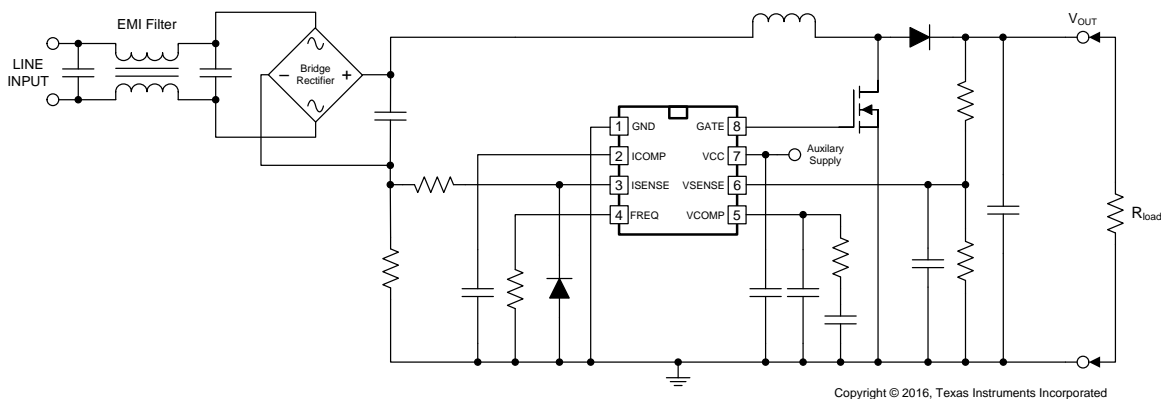 EMI Filter
LINE
INPUT
Bridge
Rectifier
−
+
VOUT
1 GND
GATE 8
2 ICOMP
VCC 7
Auxilary
Supply
3 ISENSE
VSENSE 6
4 FREQ
VCOMP 5
Rload
Copyright © 2016, Texas Instruments Incorporated